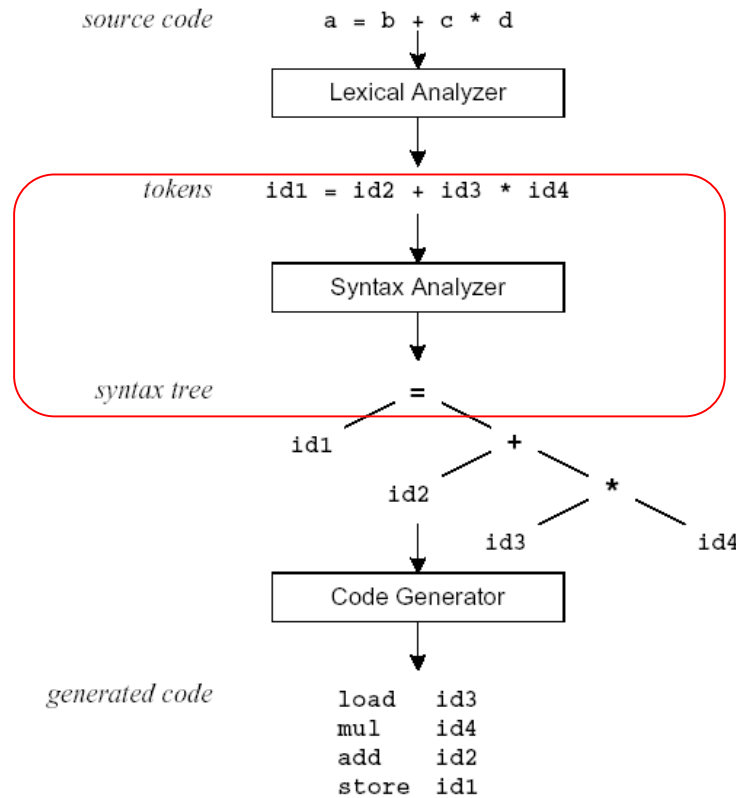 source code a = b + c * d
Lexical Analyzer
tokens id1 = id2 + id3 * id4
Syntax Analyzer
syntax tree =
id1 +
id2 *
id3 id4
Code Generator
generated code load id3
mul id4
add id2
store id1